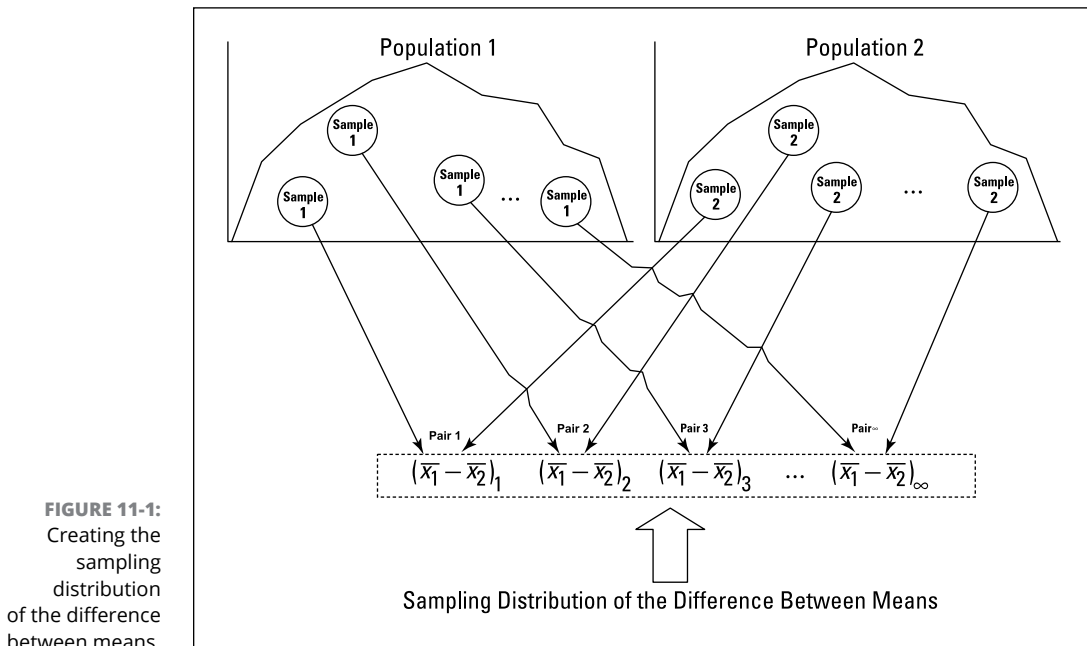 Population 1
Population 2
Sample
1
Sample
1
Sample
1
...
Sample
1
Sample
2
Sample
2
Sample
2
...
Sample
2
Pair 1
Pair 2
Pair 3
Pair∞
(x̅₁ − x̅₂)₁
(x̅₁ − x̅₂)₂
(x̅₁ − x̅₂)₃
...
(x̅₁ − x̅₂)∞
Sampling Distribution of the Difference Between Means
FIGURE 11-1:
Creating the
sampling
distribution
of the difference
between means.